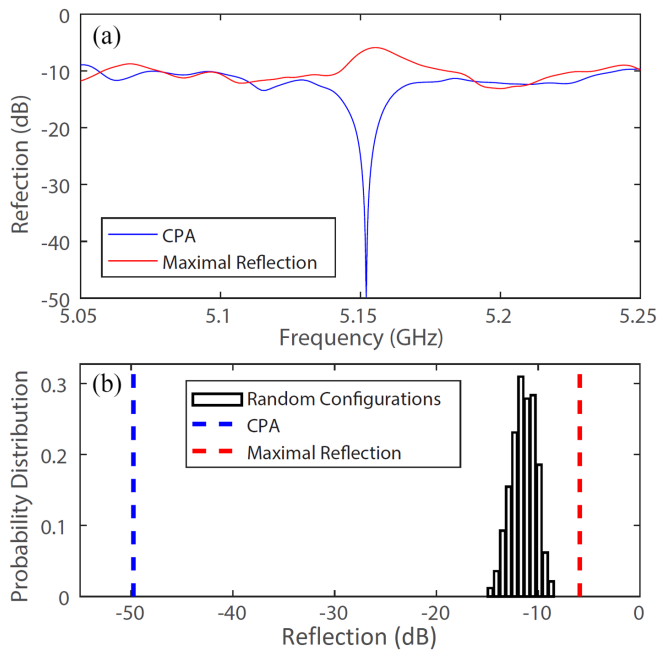 (a)
0
-10
-20
-30
-40
-50
Refection (dB)
CPA
Maximal Reflection
5.05
5.1
5.15
5.2
5.25
Frequency (GHz)
(b)
0.3
0.2
0.1
0
Probability Distribution
Random Configurations
CPA
Maximal Reflection
-50
-40
-30
-20
-10
0
Reflection (dB)